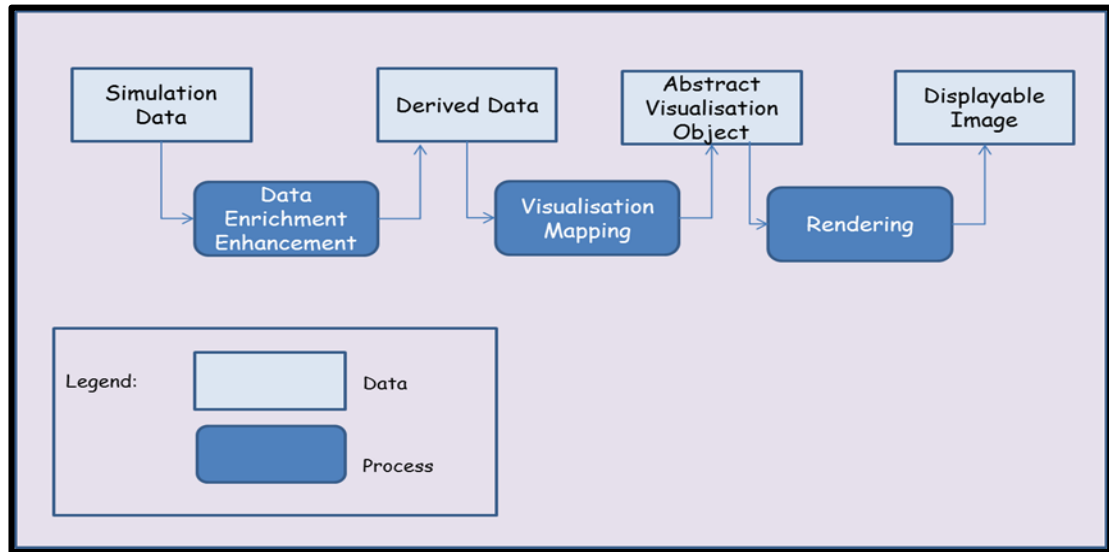 Simulation
Data
Derived Data
Abstract
Visualisation
Object
Displayable
Image
Data
Enrichment
Enhancement
Visualisation
Mapping
Rendering
Legend:
Data
Process